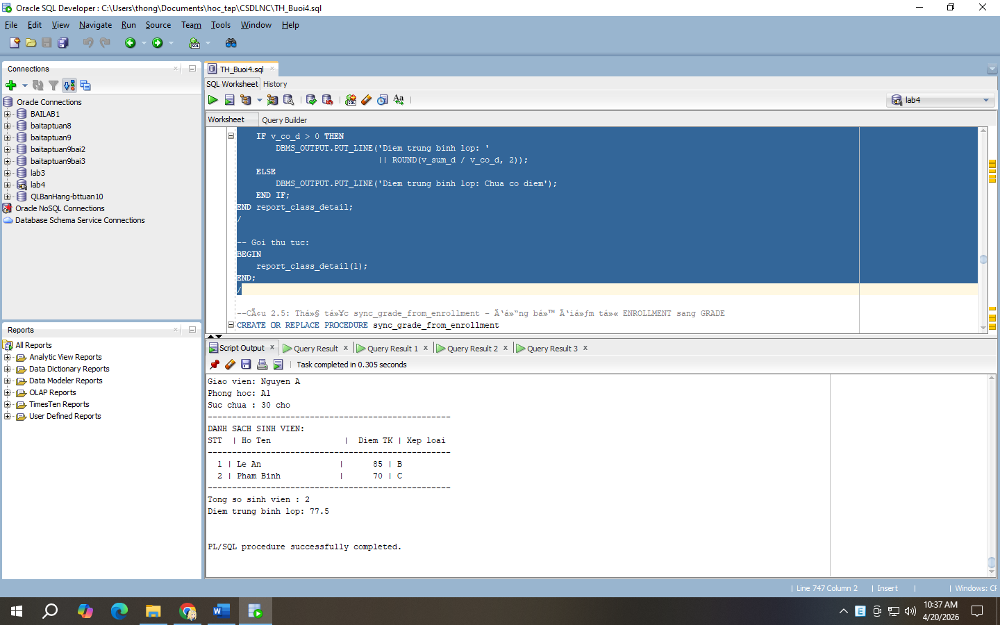 Oracle SQL Developer : C:\Users\thong\Documents\hoc_tap\CSDLNC\TH_Buoi4.sql
File Edit View Navigate Run Source Team Tools Window Help
Connections
Oracle Connections
BAILAB1
baitaptuan8
baitaptuan9
baitaptuan9bai2
baitaptuan9bai3
lab3
lab4
QLBanHang-bttuan10
Oracle NoSQL Connections
Database Schema Service Connections
Reports
All Reports
Analytic View Reports
Data Dictionary Reports
Data Modeler Reports
OLAP Reports
TimesTen Reports
User Defined Reports
TH_Buoi4.sql
SQL Worksheet History
lab4
Worksheet Query Builder
IF v_co_d > 0 THEN
DBMS_OUTPUT.PUT_LINE('Diem trung binh lop: '
|| ROUND(v_sum_d / v_co_d, 2));
ELSE
DBMS_OUTPUT.PUT_LINE('Diem trung binh lop: Chua co diem');
END IF;
END report_class_detail;
/
-- Goi thu tuc:
BEGIN
report_class_detail(1);
END;
/
--CÃ¢u 2.5: Thá»§ tá»¥c sync_grade_from_enrollment – Ä‘á»“ng bá»™ Ä‘iá»ƒm tá»« ENROLLMENT sang GRADE
CREATE OR REPLACE PROCEDURE sync_grade_from_enrollment
Script Output Query Result Query Result 1 Query Result 2 Query Result 3
Task completed in 0.305 seconds
Giao vien: Nguyen A
Phong hoc: A1
Suc chua : 30 cho
--------------------------------------------------
DANH SACH SINH VIEN:
STT | Ho Ten | Diem TK | Xep loai
--------------------------------------------------
1 | Le An | 85 | B
2 | Pham Binh | 70 | C
--------------------------------------------------
Tong so sinh vien : 2
Diem trung binh lop: 77.5
PL/SQL procedure successfully completed.
| Line 747 Column 2 | Insert | | Windows: CF
10:37 AM
4/20/2026